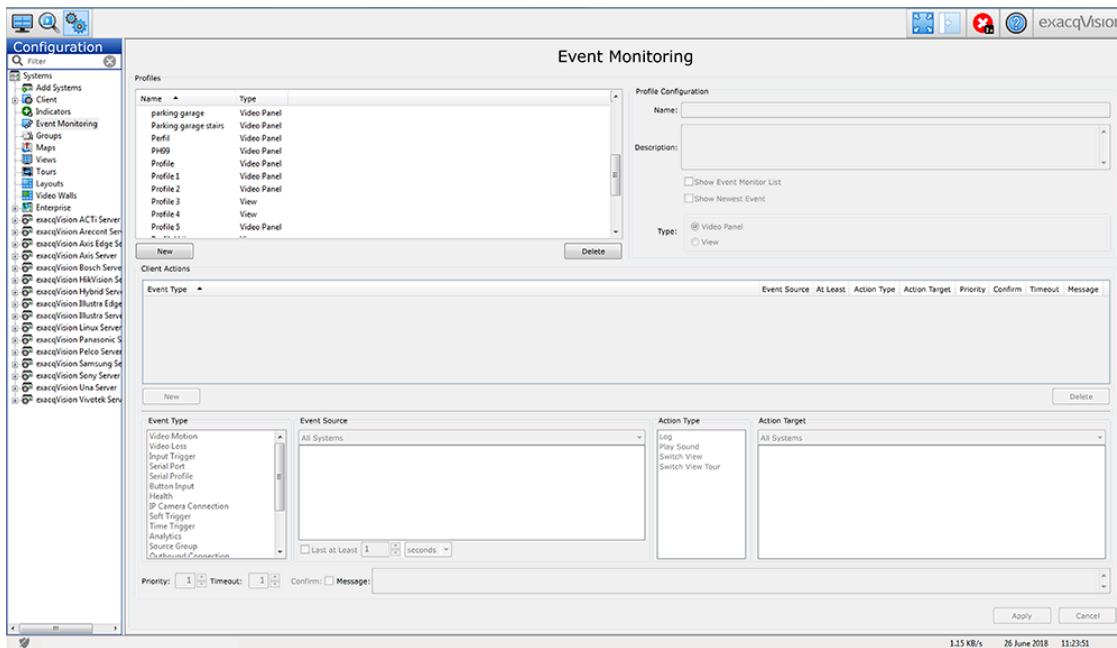 exacqVision
Configuration
Filter
Systems
Add Systems
Client
Indicators
Event Monitoring
Groups
Maps
Views
Tours
Layouts
Video Walls
Enterprise
exacqVision ACTi Server
exacqVision Arecont Serv
exacqVision Axis Edge Se
exacqVision Axis Server
exacqVision Bosch Serve
exacqVision HikVision Se
exacqVision Hybrid Serv
exacqVision Illustra Edge
exacqVision Illustra Serve
exacqVision Linux Server
exacqVision Panasonic S
exacqVision Pelco Server
exacqVision Samsung Se
exacqVision Sony Server
exacqVision Una Server
exacqVision Vivotek Serv
Event Monitoring
Profiles
Name Type
parking garage Video Panel
Parking garage stairs Video Panel
Perfil Video Panel
PH99 Video Panel
Profile Video Panel
Profile 1 Video Panel
Profile 2 Video Panel
Profile 3 View
Profile 4 View
Profile 5 Video Panel
New Delete
Profile Configuration
Name:
Description:
Show Event Monitor List
Show Newest Event
Type: Video Panel
View
Client Actions
Event Type Event Source At Least Action Type Action Target Priority Confirm Timeout Message
New Delete
Event Type
Video Motion
Video Loss
Input Trigger
Serial Port
Serial Profile
Button Input
Health
IP Camera Connection
Soft Trigger
Time Trigger
Analytics
Source Group
Outbound Connection
Event Source
All Systems
Last at Least 1 seconds
Action Type
Log
Play Sound
Switch View
Switch View Tour
Action Target
All Systems
Priority: 1 Timeout: 1 Confirm: Message:
Apply Cancel
1.15 KB/s 26 June 2018 11:23:51